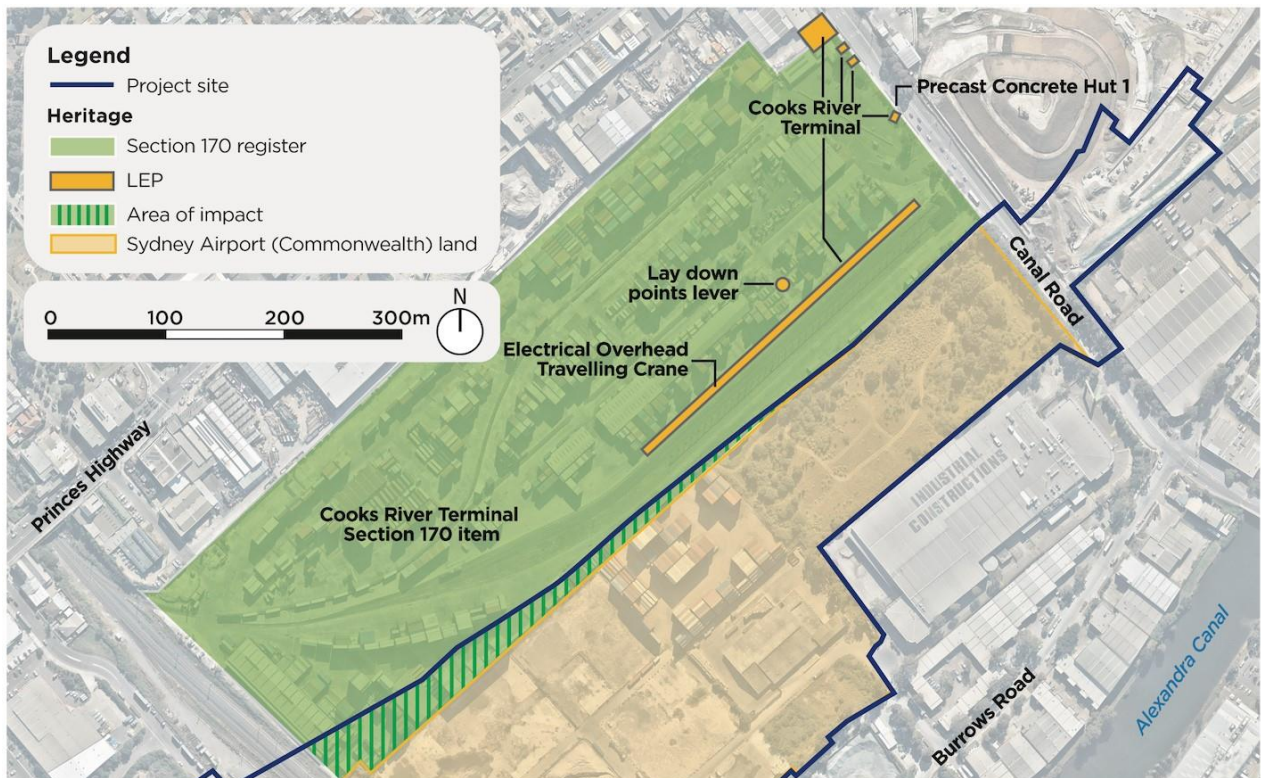 Legend
Project site
Heritage
Section 170 register
LEP
Area of impact
Sydney Airport (Commonwealth) land
0 100 200 300m
N
Precast Concrete Hut 1
Cooks River
Terminal
Canal Road
Lay down
points lever
Electrical Overhead
Travelling Crane
Princes Highway
Cooks River Terminal
Section 170 item
INDUSTRIAL
CONSTRUCTIONS
Burrows Road
Alexandra Canal